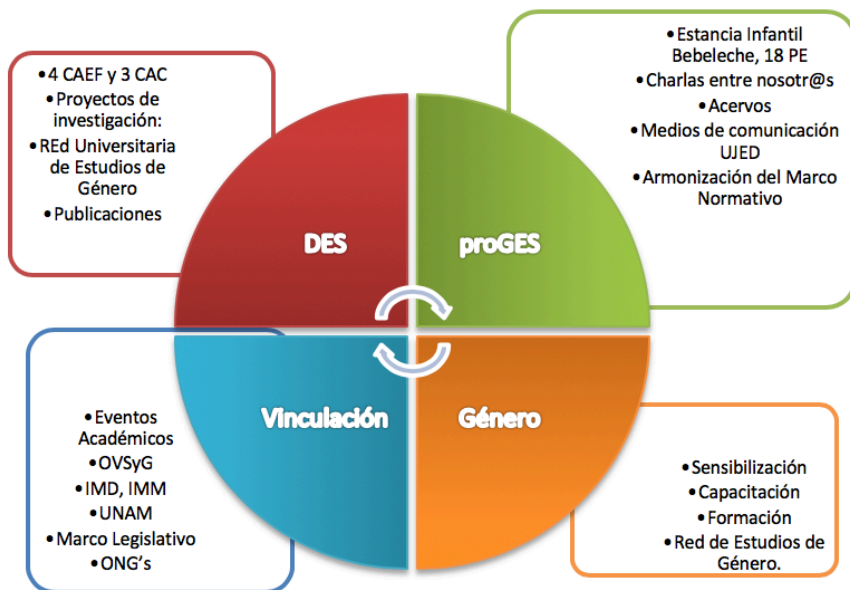 •4 CAEF y 3 CAC
•Proyectos de
investigación:
•REd Universitaria
de Estudios de
Género
•Publicaciones
DES
•Estancia Infantil
Bebeleche, 18 PE
•Charlas entre nosotr@s
•Acervos
•Medios de comunicación
UJED
•Armonización del Marco
Normativo
proGES
•Eventos
Académicos
•OVSyG
•IMD, IMM
•UNAM
•Marco Legislativo
•ONG's
Vinculación
Género
•Sensibilización
•Capacitación
•Formación
•Red de Estudios de
Género.